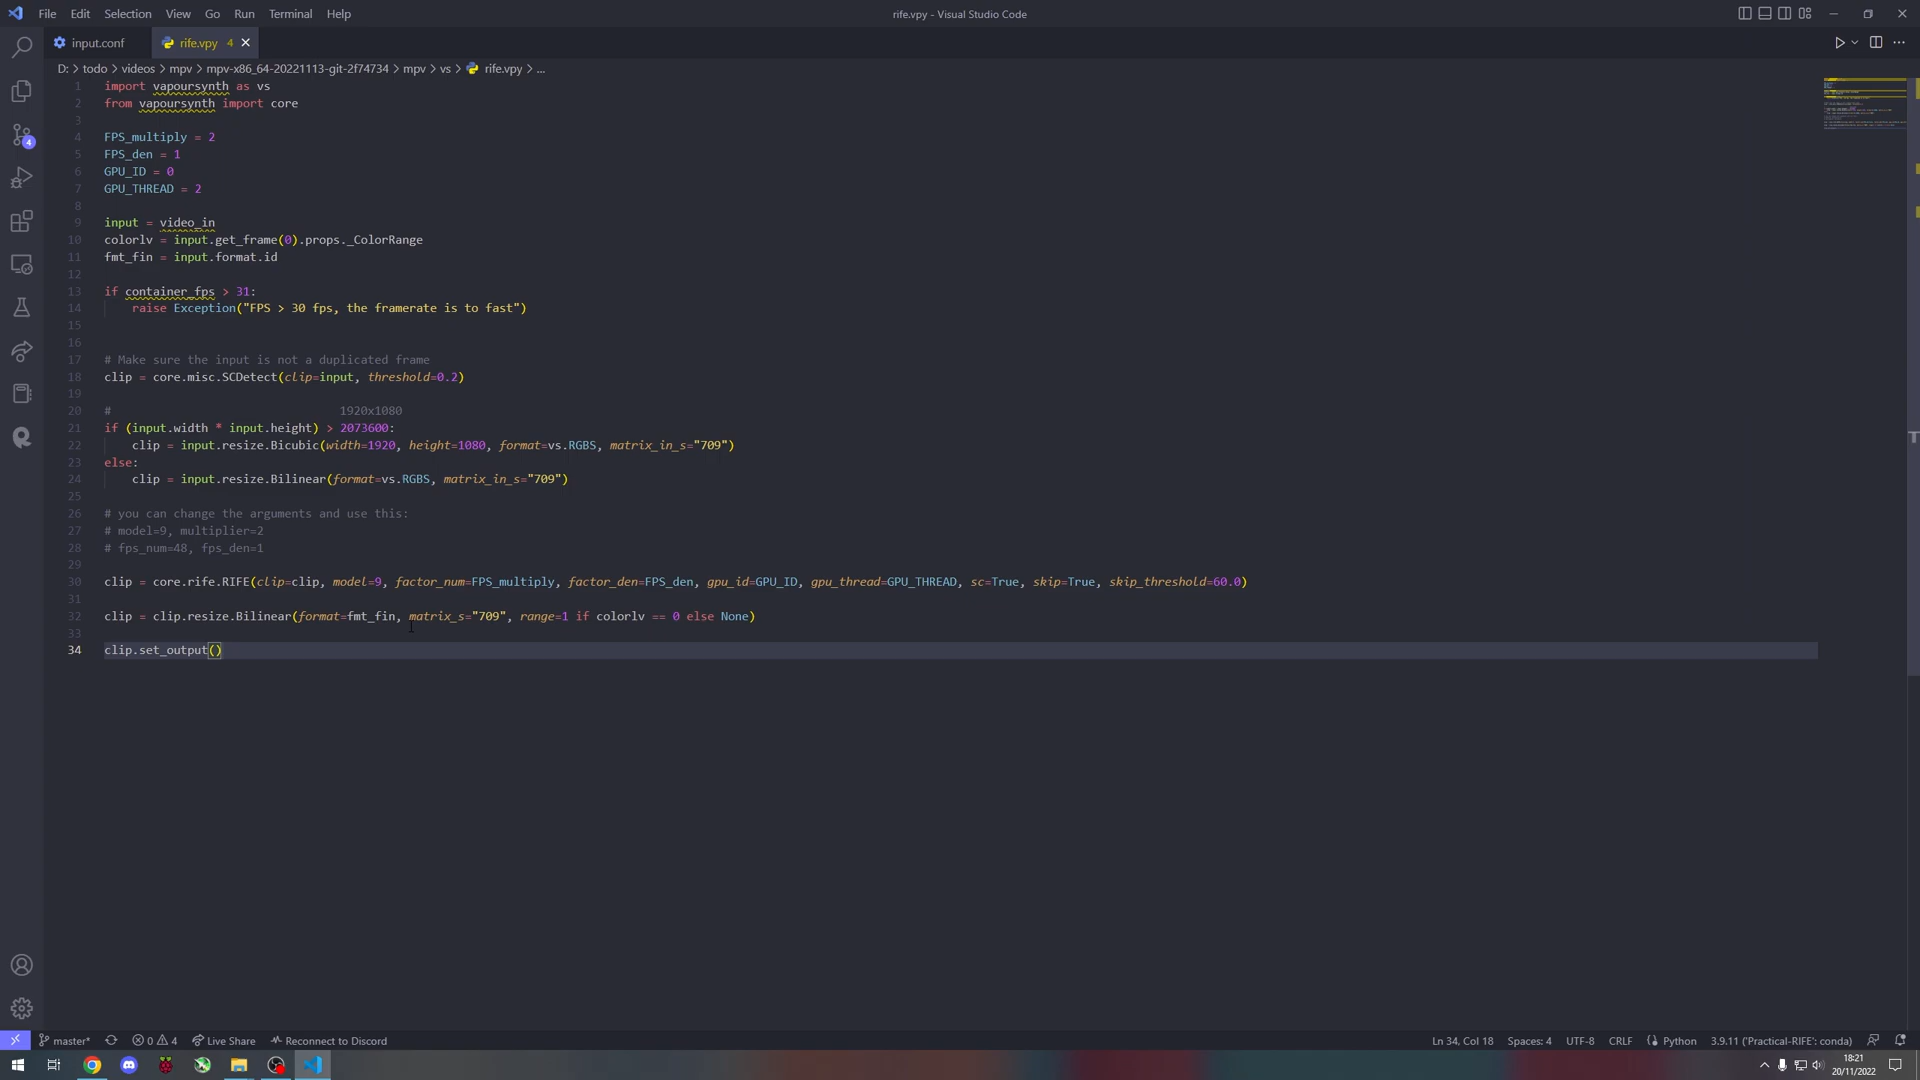 File Edit Selection View Go Run Terminal Help
rife.vpy - Visual Studio Code
input.conf
rife.vpy 4
D: > todo > videos > mpv > mpv-x86_64-20221113-git-2f74734 > mpv > vs > rife.vpy > ...
1 import vapoursynth as vs
2 from vapoursynth import core
3
4 FPS_multiply = 2
5 FPS_den = 1
6 GPU_ID = 0
7 GPU_THREAD = 2
8
9 input = video_in
10 colorlv = input.get_frame(0).props._ColorRange
11 fmt_fin = input.format.id
12
13 if container_fps > 31:
14 raise Exception("FPS > 30 fps, the framerate is to fast")
15
16
17 # Make sure the input is not a duplicated frame
18 clip = core.misc.SCDetect(clip=input, threshold=0.2)
19
20 # 1920x1080
21 if (input.width * input.height) > 2073600:
22 clip = input.resize.Bicubic(width=1920, height=1080, format=vs.RGBS, matrix_in_s="709")
23 else:
24 clip = input.resize.Bilinear(format=vs.RGBS, matrix_in_s="709")
25
26 # you can change the arguments and use this:
27 # model=9, multiplier=2
28 # fps_num=48, fps_den=1
29
30 clip = core.rife.RIFE(clip=clip, model=9, factor_num=FPS_multiply, factor_den=FPS_den, gpu_id=GPU_ID, gpu_thread=GPU_THREAD, sc=True, skip=True, skip_threshold=60.0)
31
32 clip = clip.resize.Bilinear(format=fmt_fin, matrix_s="709", range=1 if colorlv == 0 else None)
33
34 clip.set_output()
4
master* 0 4 Live Share Reconnect to Discord
Ln 34, Col 18 Spaces: 4 UTF-8 CRLF Python 3.9.11 ('Practical-RIFE': conda)
18:21
20/11/2022